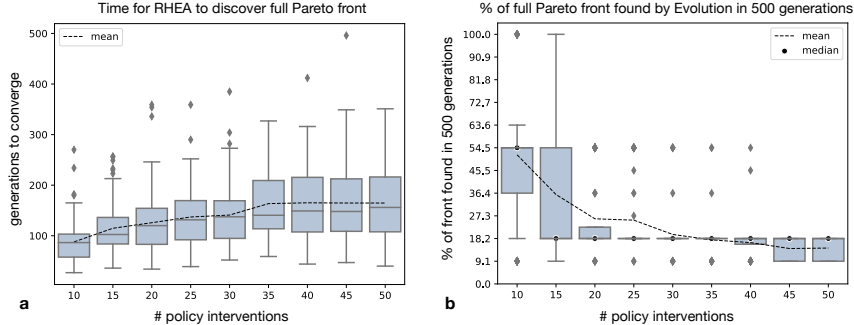 Time for RHEA to discover full Pareto front
mean
500
400
300
200
100
generations to converge
10 15 20 25 30 35 40 45 50
# policy interventions
a
% of full Pareto front found by Evolution in 500 generations
mean
median
100.0
90.9
81.8
72.7
63.6
54.5
45.5
36.4
27.3
18.2
9.1
0.0
% of front found in 500 generations
10 15 20 25 30 35 40 45 50
# policy interventions
b